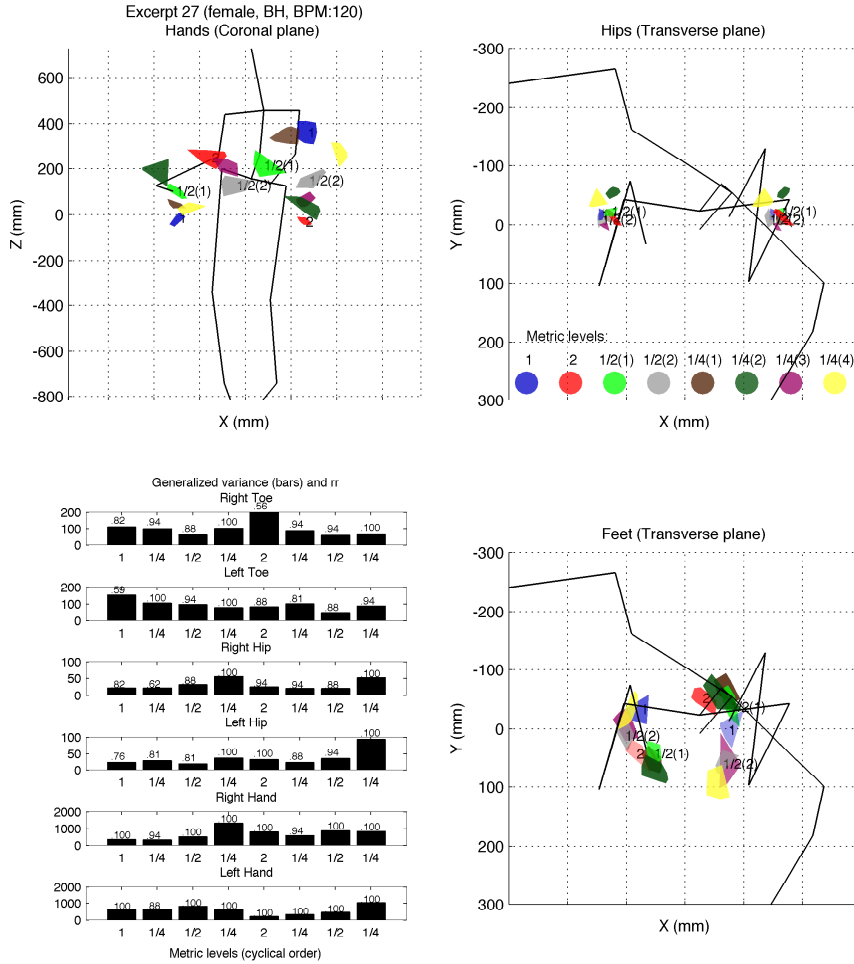 Excerpt 27 (female, BH, BPM:120)
Hands (Coronal plane)
600
400
200
0
-200
-400
-600
-800
Z (mm)
X (mm)
1
2
1/2(1)
1/2(2)
1/2(2)
1/2(1)
1
2
Hips (Transverse plane)
-300
-200
-100
0
100
200
300
Y (mm)
X (mm)
1/2(1)
1/2(2)
1/2(1)
1/2(2)
Metric levels:
1 2 1/2(1) 1/2(2) 1/4(1) 1/4(2) 1/4(3) 1/4(4)
Generalized variance (bars) and rr
Right Toe
200
100
0
.82 .94 .88 .100 .56 .94 .94 .100
1 1/4 1/2 1/4 2 1/4 1/2 1/4
Left Toe
200
100
0
.59 .100 .94 .100 .88 .81 .88 .94
1 1/4 1/2 1/4 2 1/4 1/2 1/4
Right Hip
100
50
0
.82 .62 .88 .100 .94 .94 .88 .100
1 1/4 1/2 1/4 2 1/4 1/2 1/4
Left Hip
100
50
0
.76 .81 .81 .100 .100 .88 .94 .100
1 1/4 1/2 1/4 2 1/4 1/2 1/4
Right Hand
2000
1000
0
.100 .94 .100 .100 .100 .94 .100 .100
1 1/4 1/2 1/4 2 1/4 1/2 1/4
Left Hand
2000
1000
0
.100 .88 .100 .100 .100 .100 .100 .100
1 1/4 1/2 1/4 2 1/4 1/2 1/4
Metric levels (cyclical order)
Feet (Transverse plane)
-300
-200
-100
0
100
200
300
Y (mm)
X (mm)
1
2
1/2(1)
1
1/2(2)
2
1/2(1)
1/2(2)